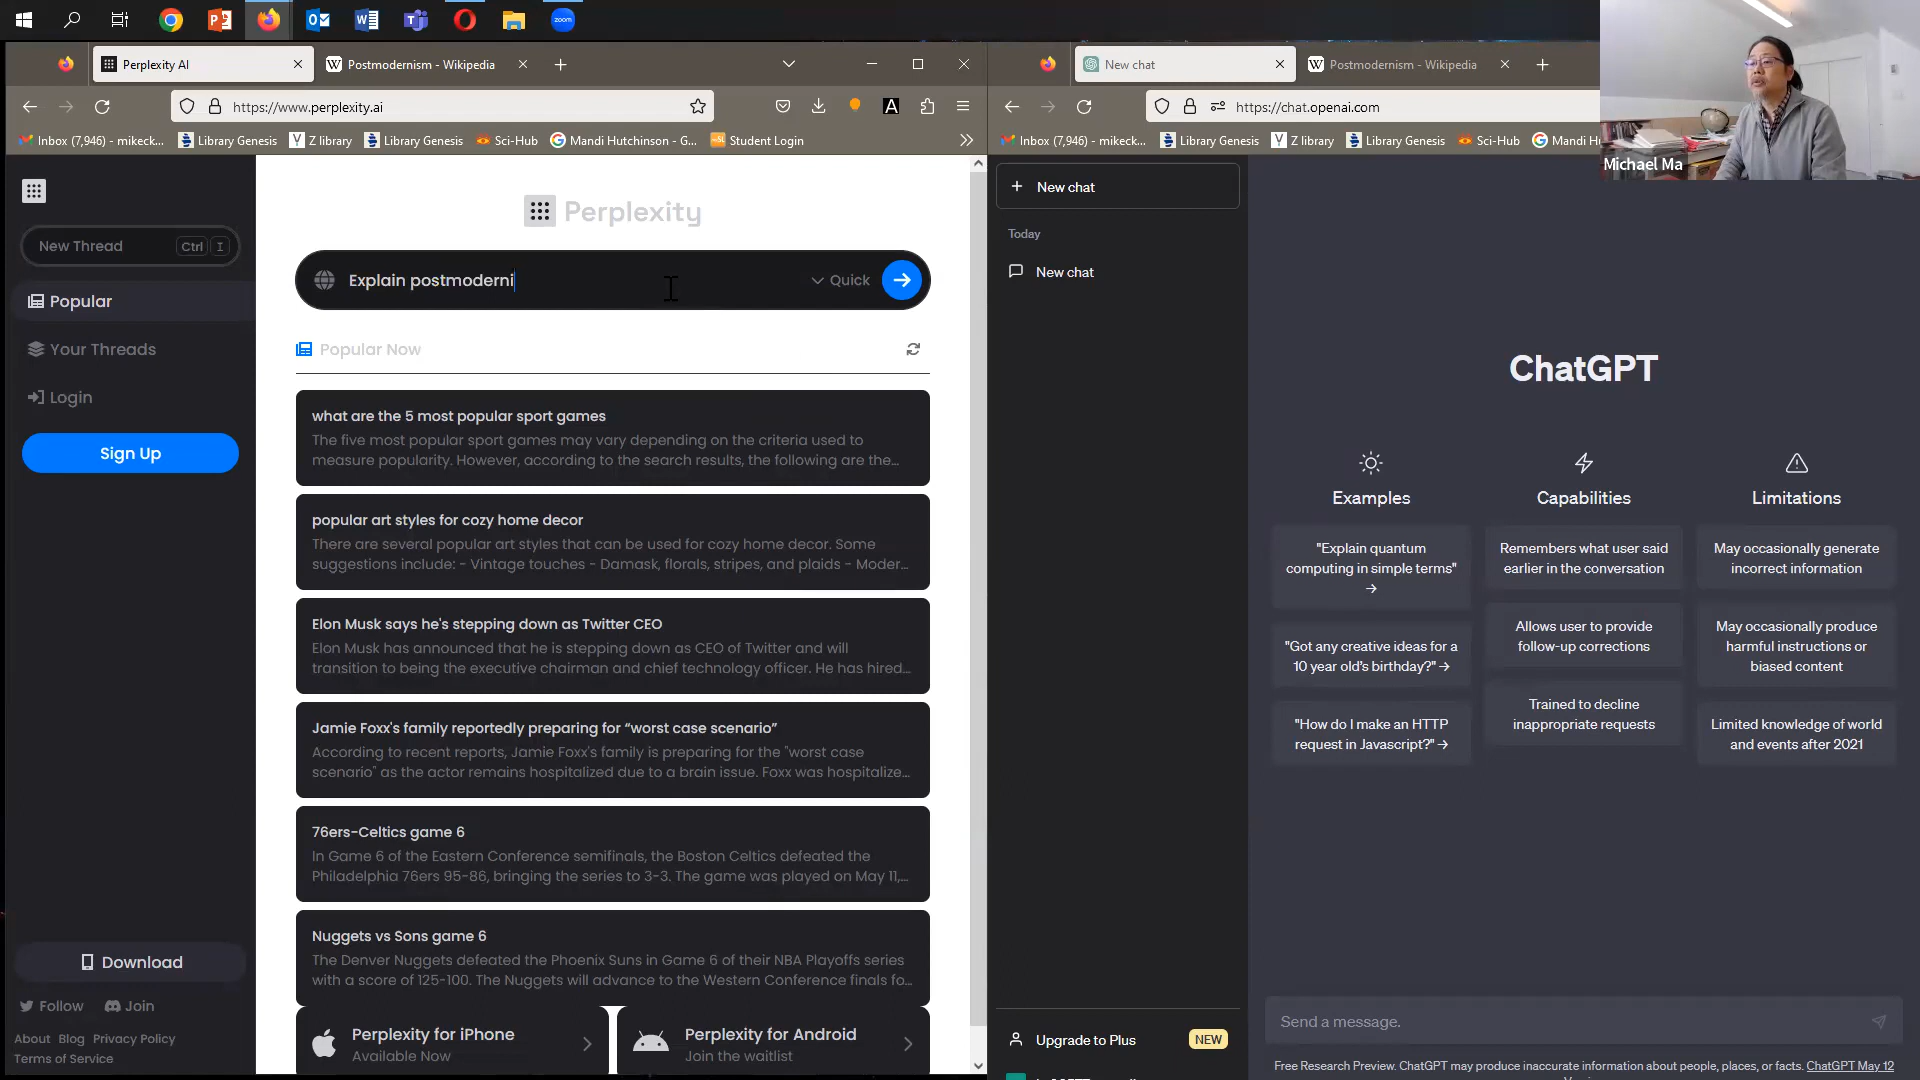 Perplexity AI
Postmodernism - Wikipedia
https://www.perplexity.ai
Inbox (7,946) - mikeck...
Library Genesis
Z library
Library Genesis
Sci-Hub
Mandi Hutchinson - G...
Student Login
New Thread
Ctrl
I
Popular
Your Threads
Login
Sign Up
Download
Follow
Join
About
Blog
Privacy Policy
Terms of Service
Perplexity
Explain postmoderni
Quick
Popular Now
what are the 5 most popular sport games
The five most popular sport games may vary depending on the criteria used to
measure popularity. However, according to the search results, the following are the...
popular art styles for cozy home decor
There are several popular art styles that can be used for cozy home decor. Some
suggestions include: - Vintage touches - Damask, florals, stripes, and plaids - Moder...
Elon Musk says he's stepping down as Twitter CEO
Elon Musk has announced that he is stepping down as CEO of Twitter and will
transition to being the executive chairman and chief technology officer. He has hired...
Jamie Foxx's family reportedly preparing for “worst case scenario”
According to recent reports, Jamie Foxx's family is preparing for the "worst case
scenario" as the actor remains hospitalized due to a brain issue. Foxx was hospitalize...
76ers-Celtics game 6
In Game 6 of the Eastern Conference semifinals, the Boston Celtics defeated the
Philadelphia 76ers 95-86, bringing the series to 3-3. The game was played on May 11,...
Nuggets vs Sons game 6
The Denver Nuggets defeated the Phoenix Suns in Game 6 of their NBA Playoffs series
with a score of 125-100. The Nuggets will advance to the Western Conference finals fo...
Perplexity for iPhone
Available Now
Perplexity for Android
Join the waitlist
New chat
Postmodernism - Wikipedia
https://chat.openai.com
Inbox (7,946) - mikeck...
Library Genesis
Z library
Library Genesis
Sci-Hub
Mandi H
Michael Ma
New chat
Today
New chat
Upgrade to Plus
NEW
ChatGPT
Examples
"Explain quantum
computing in simple terms"
→
"Got any creative ideas for a
10 year old’s birthday?" →
"How do I make an HTTP
request in Javascript?" →
Capabilities
Remembers what user said
earlier in the conversation
Allows user to provide
follow-up corrections
Trained to decline
inappropriate requests
Limitations
May occasionally generate
incorrect information
May occasionally produce
harmful instructions or
biased content
Limited knowledge of world
and events after 2021
Send a message.
Free Research Preview. ChatGPT may produce inaccurate information about people, places, or facts. ChatGPT May 12